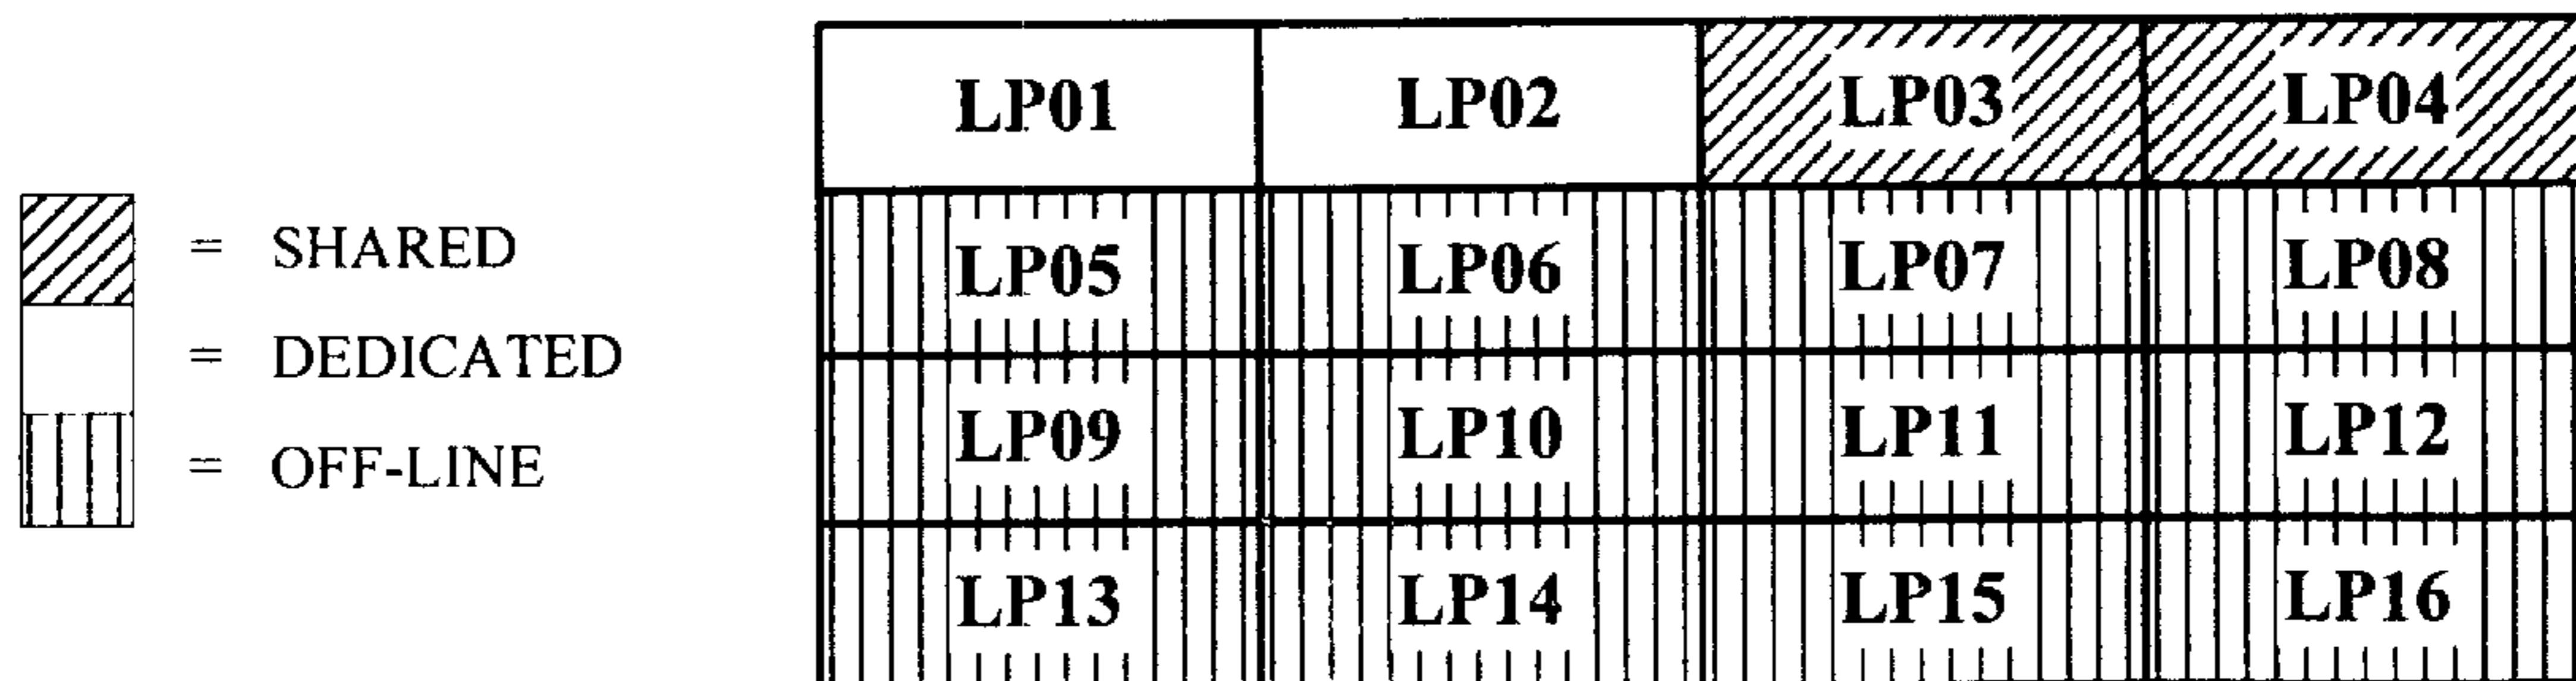 = SHARED
= DEDICATED
= OFF-LINE
LP01 LP02 LP03 LP04
LP05 LP06 LP07 LP08
LP09 LP10 LP11 LP12
LP13 LP14 LP15 LP16